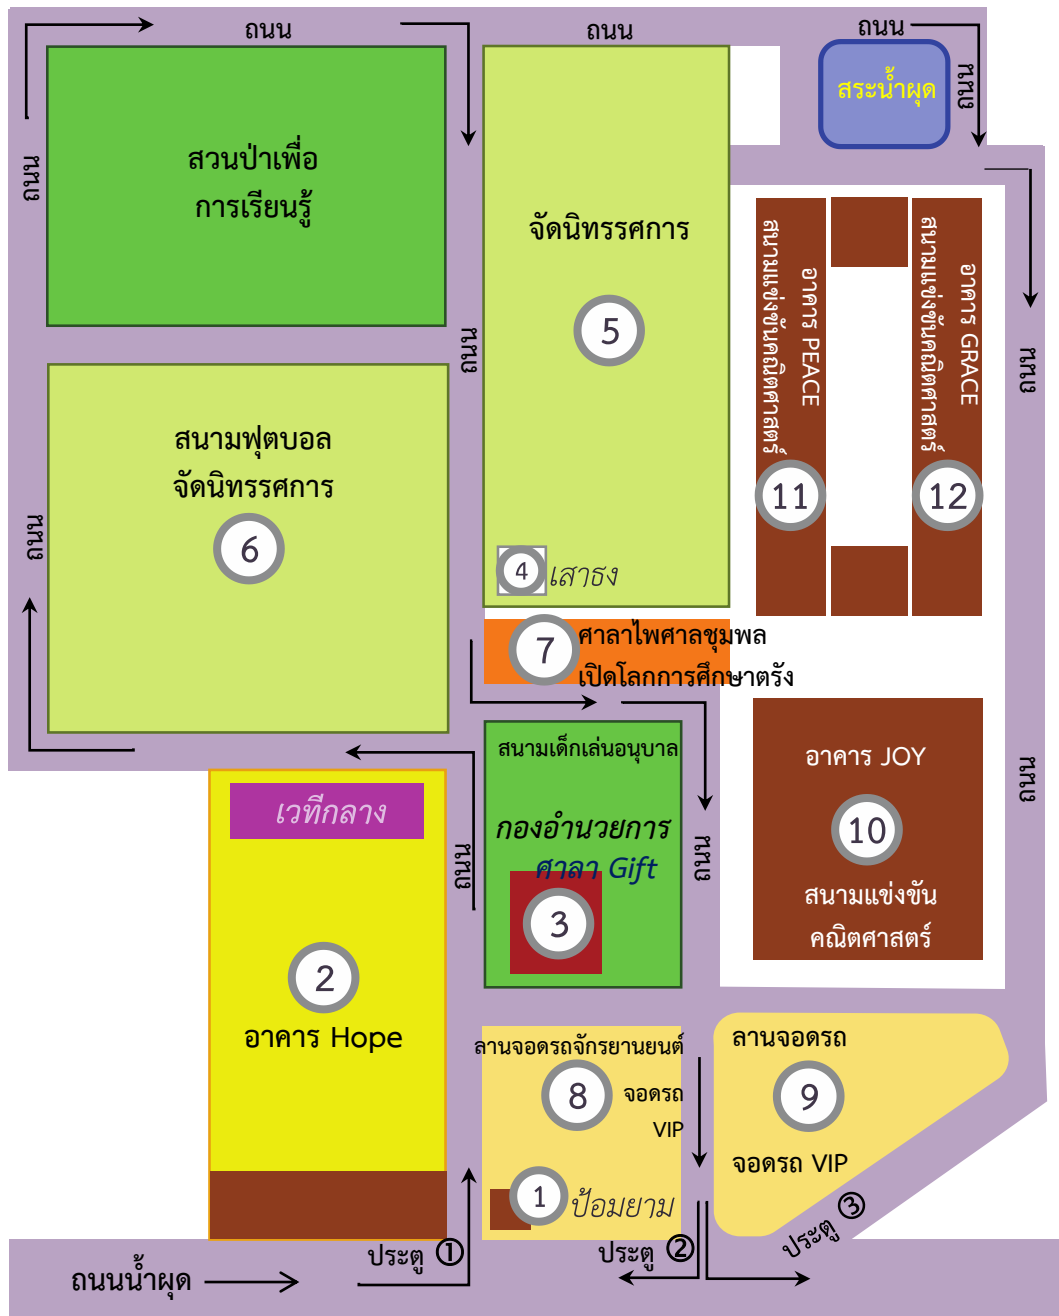 ถนน
ถนน
ถนน
สระน้ำผุด
ถนน
สวนป่าเพื่อ
การเรียนรู้
ถนน
จัดนิทรรศการ
5
อาคาร PEACE
สนามแข่งขันคณิตศาสตร์
11
อาคาร GRACE
สนามแข่งขันคณิตศาสตร์
12
ถนน
ถนน
สนามฟุตบอล
จัดนิทรรศการ
6
ถนน
4
เสาธง
7
ศาลาไพศาลชุมพล
เปิดโลกการศึกษาตรัง
สนามเด็กเล่นอนุบาล
กองอำนวยการ
ศาลา Gift
3
อาคาร JOY
10
สนามแข่งขัน
คณิตศาสตร์
ถนน
เวทีกลาง
ถนน
ถนน
2
อาคาร Hope
ลานจอดรถจักรยานยนต์
8
จอดรถ
VIP
ลานจอดรถ
9
จอดรถ VIP
1
ป้อมยาม
ประตู ①
ประตู ②
ประตู ③
ถนนน้ำผุด